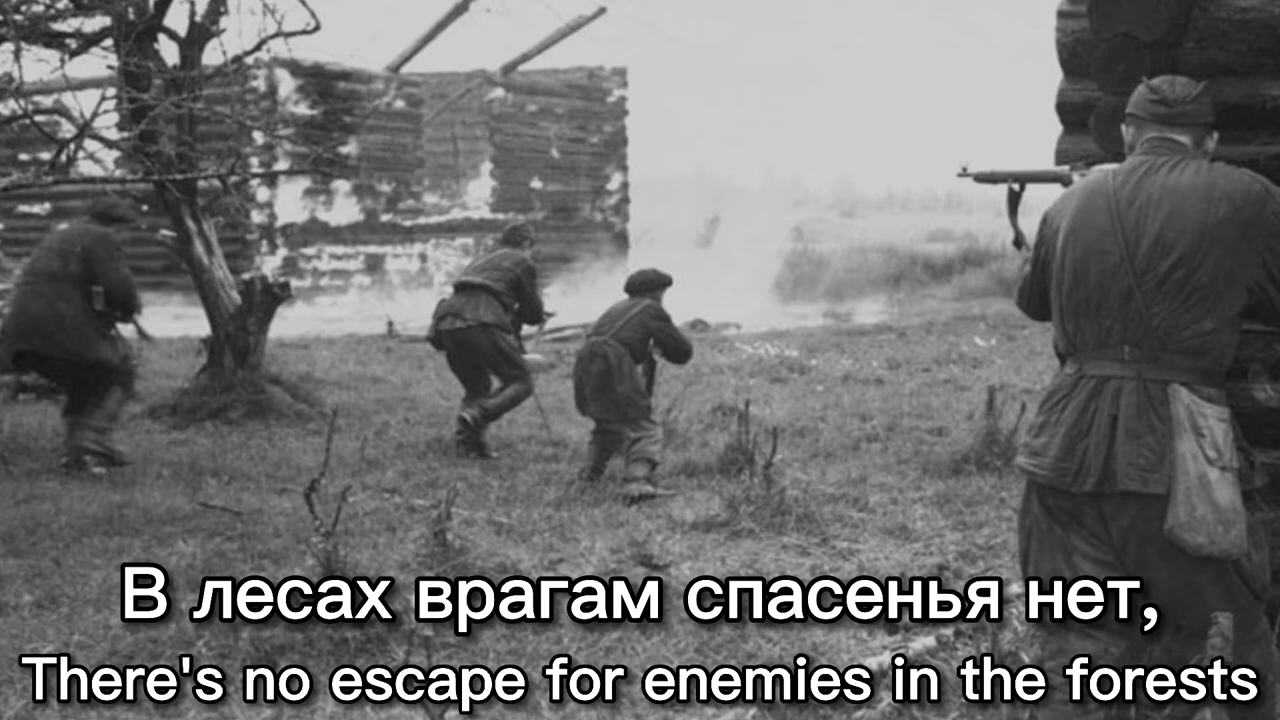 В лесах врагам спасенья нет,
There's no escape for enemies in the forests